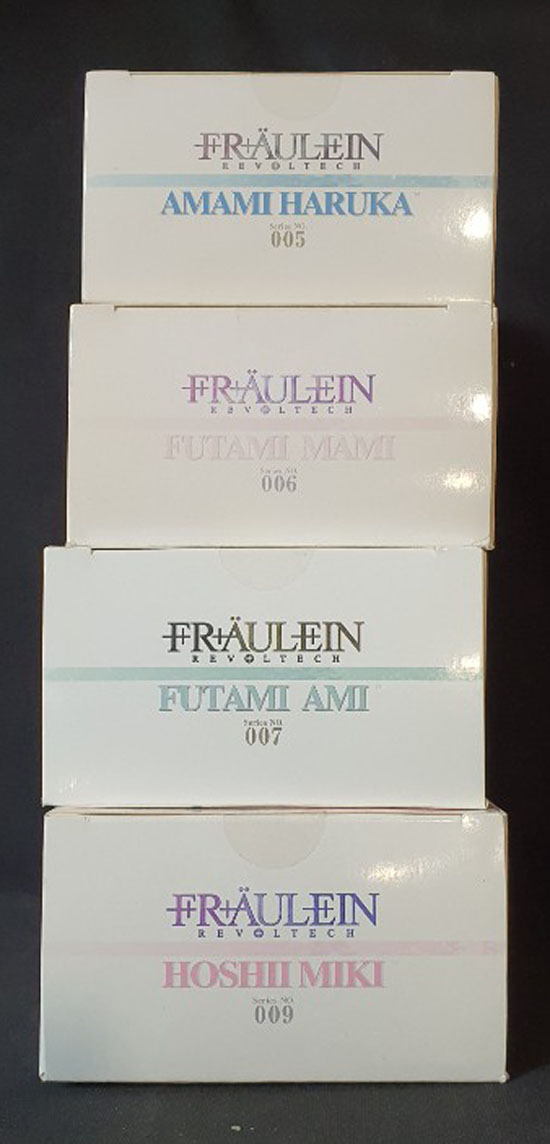 FRÄULEIN
REVOLTECH
AMAMI HARUKA
Series NO.
005
FRÄULEIN
REVOLTECH
FUTAMI MAMI
Series NO.
006
FRÄULEIN
REVOLTECH
FUTAMI AMI
Series NO.
007
FRÄULEIN
REVOLTECH
HOSHII MIKI
Series NO.
009